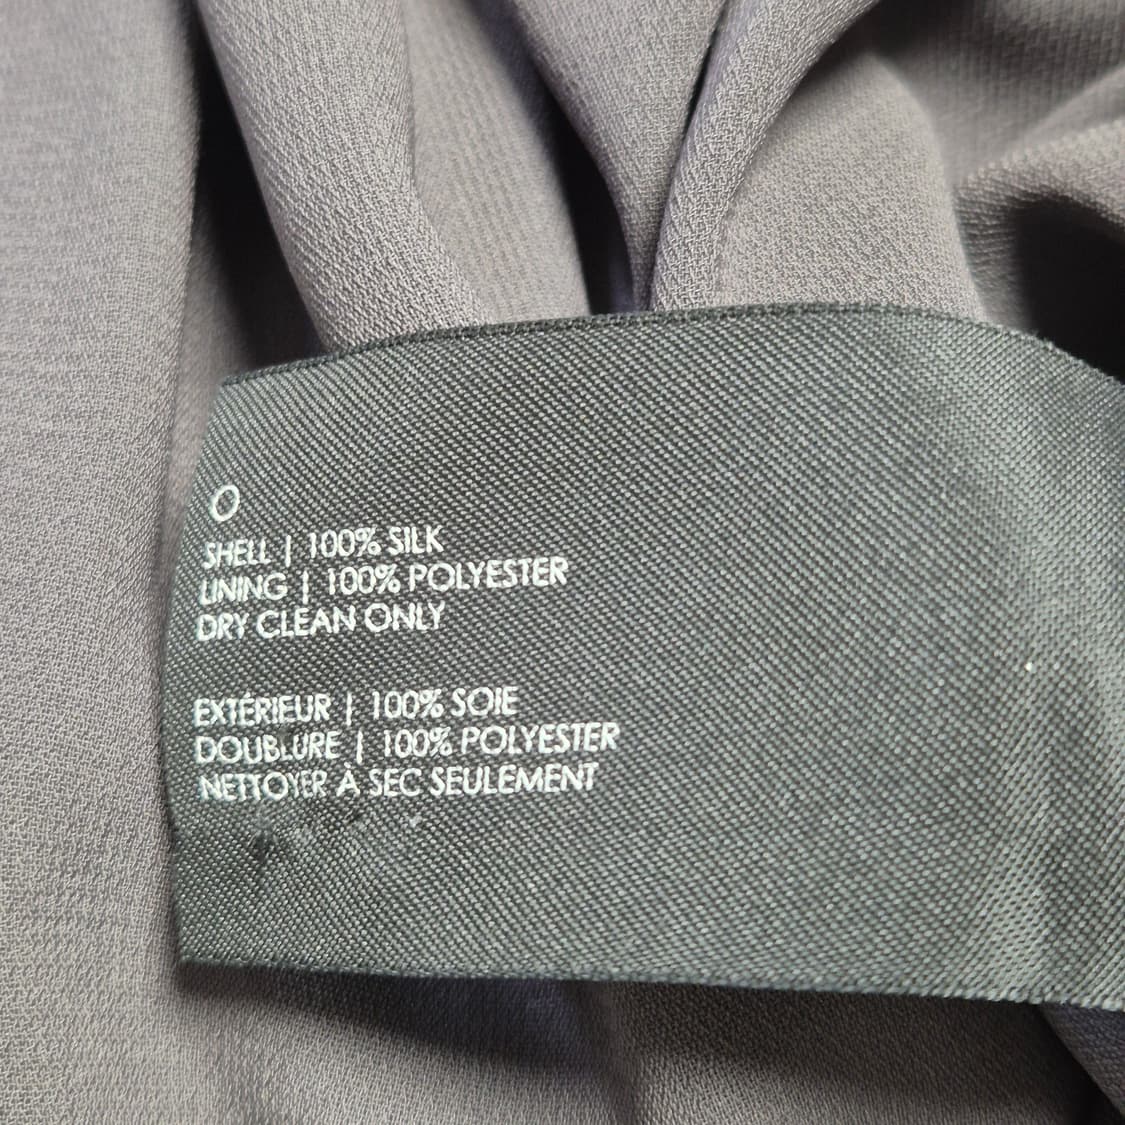 0
SHELL | 100% SILK
LINING | 100% POLYESTER
DRY CLEAN ONLY
EXTÉRIEUR | 100% SOIE
DOUBLURE | 100% POLYESTER
NETTOYER À SEC SEULEMENT